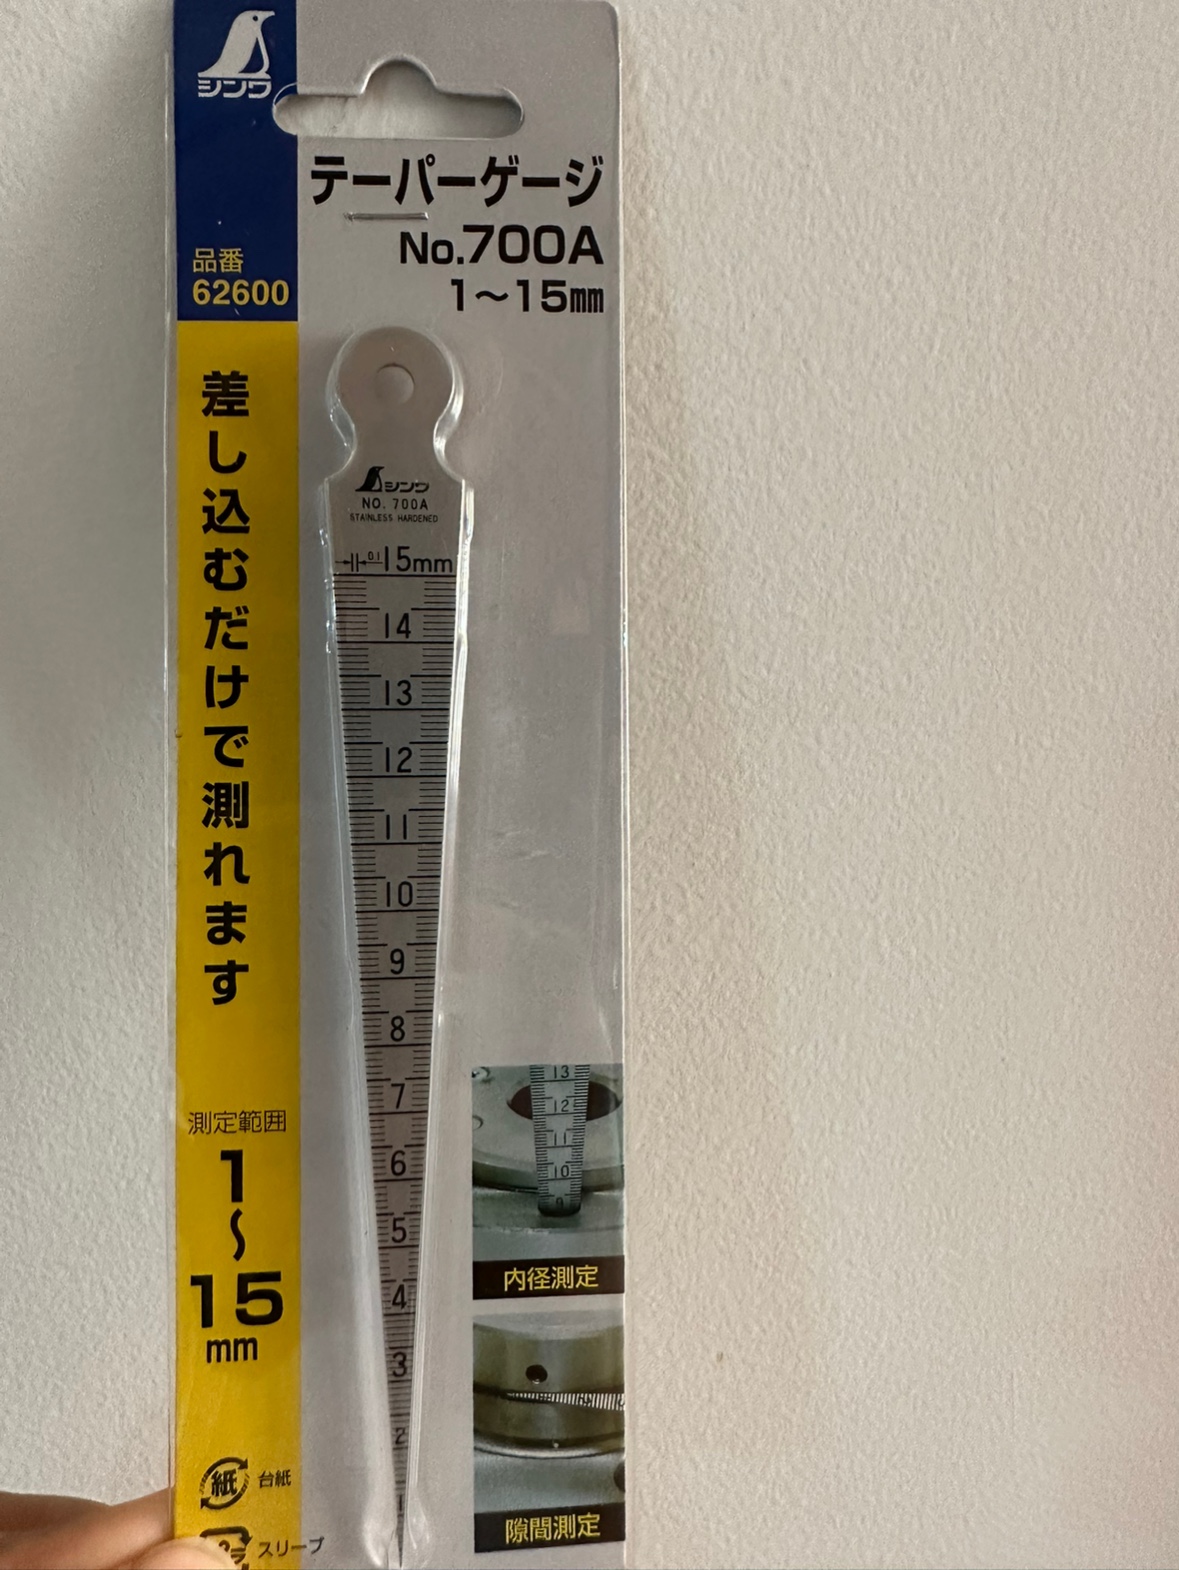 シンワ
テーパーゲージ
No.700A
1～15㎜
品番
62600
差し込むだけで測れます
測定範囲
1
～
15
mm
紙 台紙
プラ スリーブ
シンワ
NO. 700A
STAINLESS HARDENED
0.1 15mm
14
13
12
11
10
9
8
7
6
5
4
3
2
1
13
12
11
10
9
内径測定
隙間測定